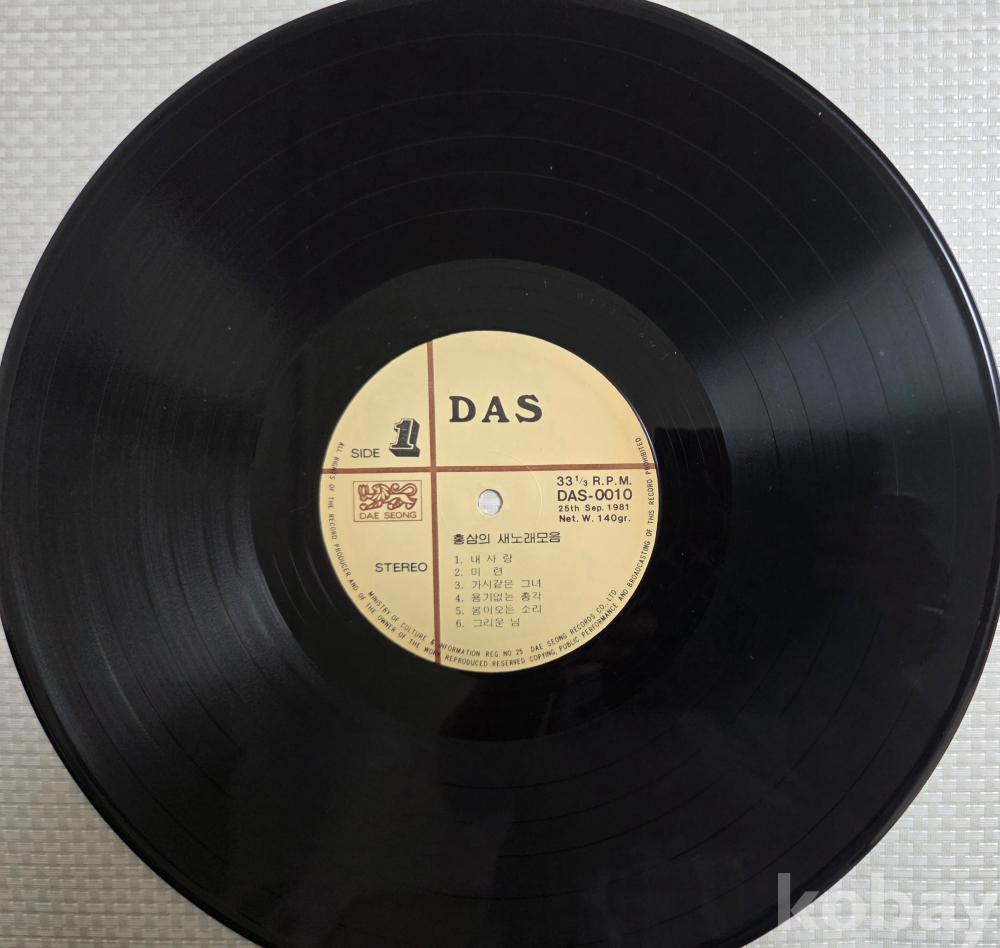 DAS
SIDE 1
33 1/3 R.P.M.
DAS-0010
25th Sep. 1981
Net. W. 140gr.
DAE SEONG
STEREO
홍삼의 새노래모음
1. 내 사 랑
2. 미 련
3. 가시같은 그녀
4. 용기없는 총각
5. 봄이오는 소리
6. 그리운 님
MINISTRY OF CULTURE & INFORMATION REG. NO. 25 DAE SEONG RECORDS CO., LTD.
ALL RIGHTS OF THE RECORD PRODUCER AND OF THE OWNER OF THE WORK REPRODUCED RESERVED. COPYING, PUBLIC PERFORMANCE AND BROADCASTING OF THIS RECORD PROHIBITED
kobay